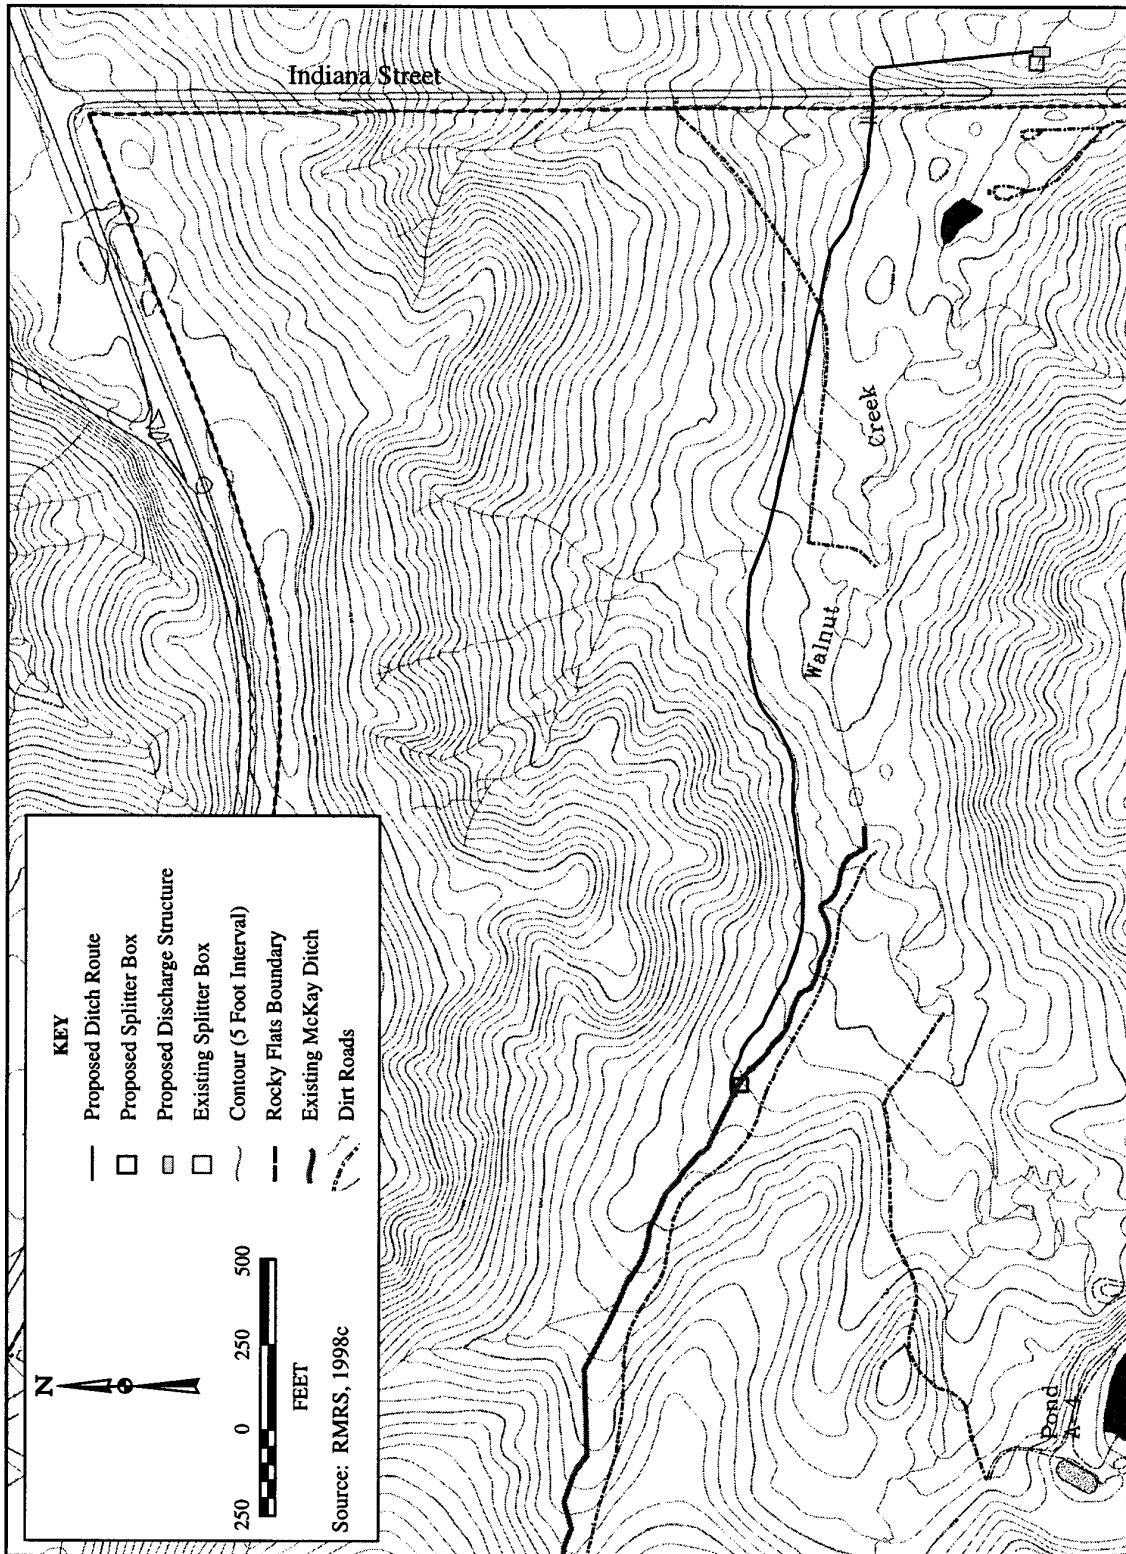 Indiana Street
Creek
Walnut
Pond
A-4
KEY
Proposed Ditch Route
Proposed Splitter Box
Proposed Discharge Structure
Existing Splitter Box
Contour (5 Foot Interval)
Rocky Flats Boundary
Existing McKay Ditch
Dirt Roads
N
250 0 250 500
FEET
Source: RMRS, 1998c